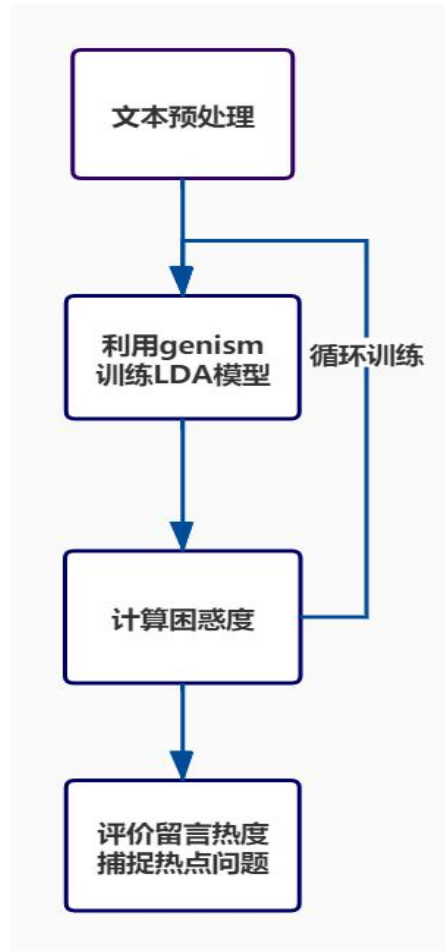 文本预处理
利用genism
训练LDA模型
循环训练
计算困惑度
评价留言热度
捕捉热点问题